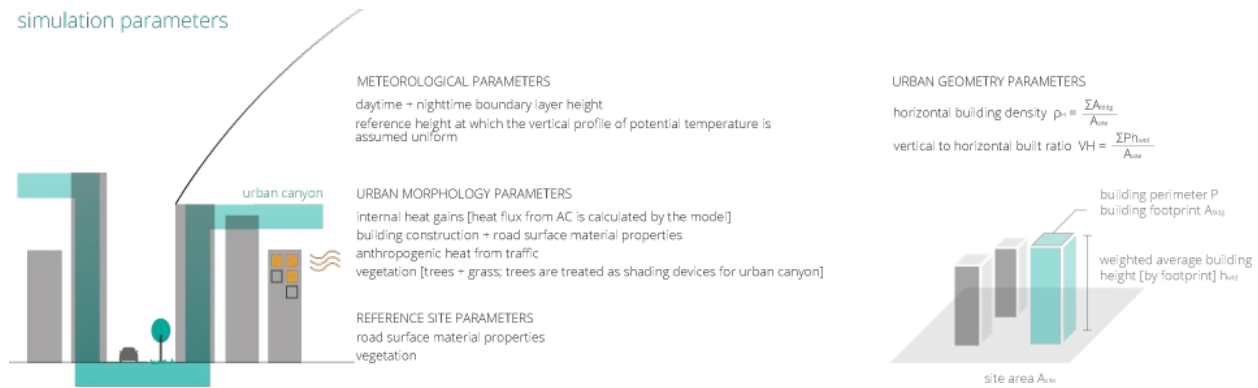 simulation parameters
METEOROLOGICAL PARAMETERS
daytime + nighttime boundary layer height
reference height at which the vertical profile of potential temperature is
assumed uniform
urban canyon
URBAN MORPHOLOGY PARAMETERS
internal heat gains [heat flux from AC is calculated by the model]
building construction + road surface material properties
anthropogenic heat from traffic
vegetation [trees + grass; trees are treated as shading devices for urban canyon]
REFERENCE SITE PARAMETERS
road surface material properties
vegetation
URBAN GEOMETRY PARAMETERS
horizontal building density ρH = ΣAbldg / Asite
vertical to horizontal built ratio VH = ΣPhwtd / Asite
building perimeter P
building footprint Abldg
weighted average building
height [by footprint] hwtd
site area Asite